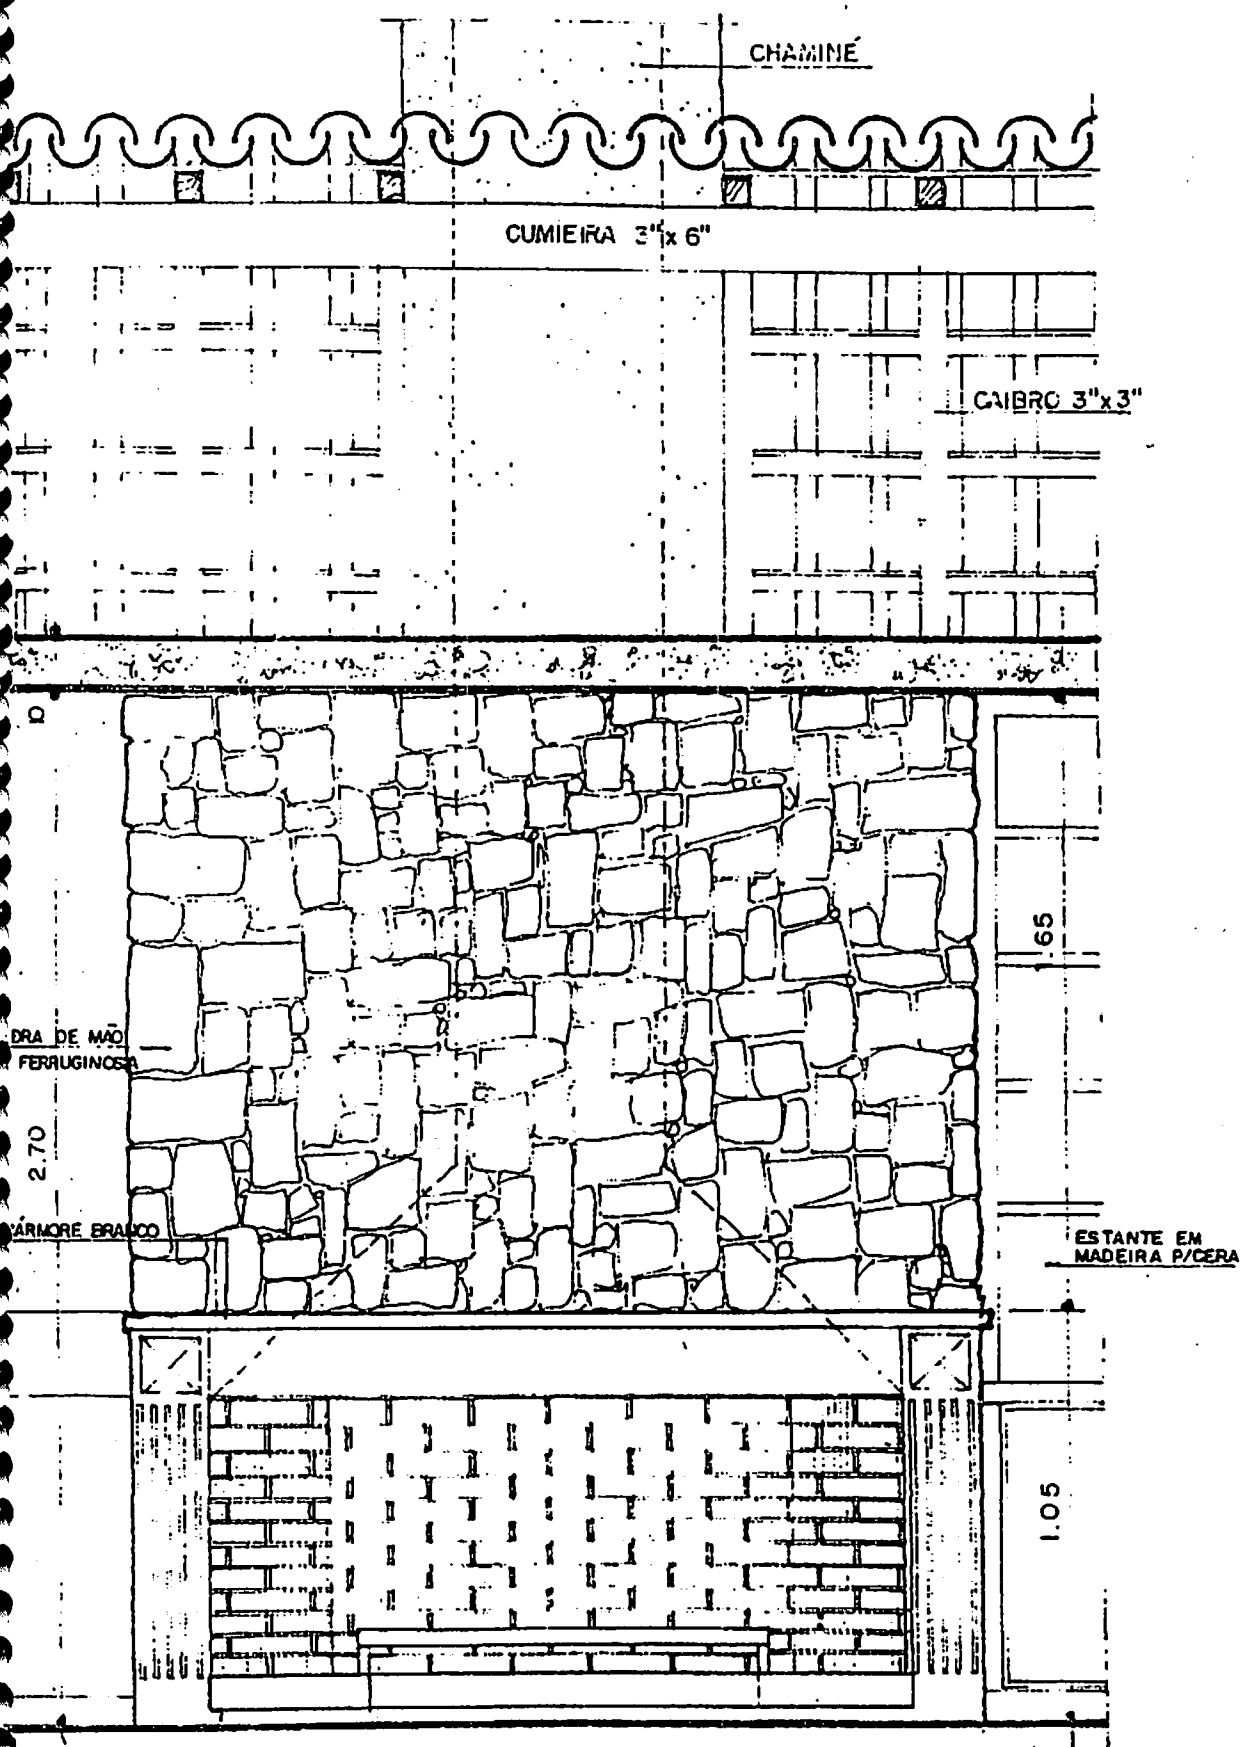 CHAMINÉ
CUMIEIRA 3"x 6"
CAIBRO 3"x3"
10
.65
DRA DE MÃO
FERRUGINOSA
2.70
ÁRMORE BRANCO
ESTANTE EM
MADEIRA P/CERA
1.05